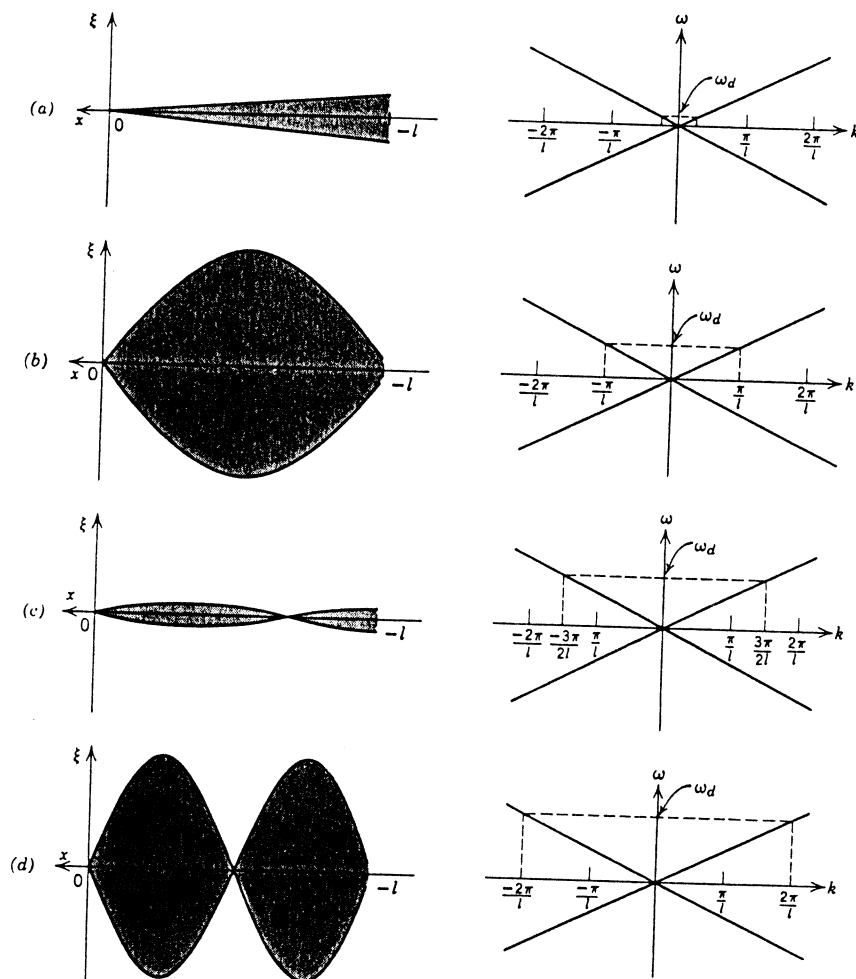 ξ
(a)
x
0
-l
ω
ω_d
-2π/l
-π/l
π/l
2π/l
k
ξ
(b)
x
0
-l
ω
ω_d
-2π/l
-π/l
π/l
2π/l
k
ξ
(c)
x
0
-l
ω
ω_d
-2π/l
-3π/2l
π/l
π/l
3π/2l
2π/l
k
ξ
(d)
x
0
-l
ω
ω_d
-2π/l
-π/l
π/l
2π/l
k